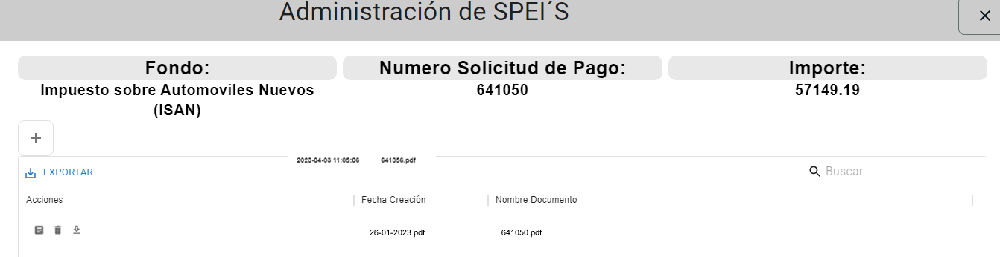 Administración de SPEI´S
Fondo: Numero Solicitud de Pago: Importe:
Impuesto sobre Automoviles Nuevos 641050 57149.19
(ISAN)
2023-04-03 11:05:06 641056.pdf
EXPORTAR Buscar
Acciones Fecha Creación Nombre Documento
26-01-2023.pdf 641050.pdf